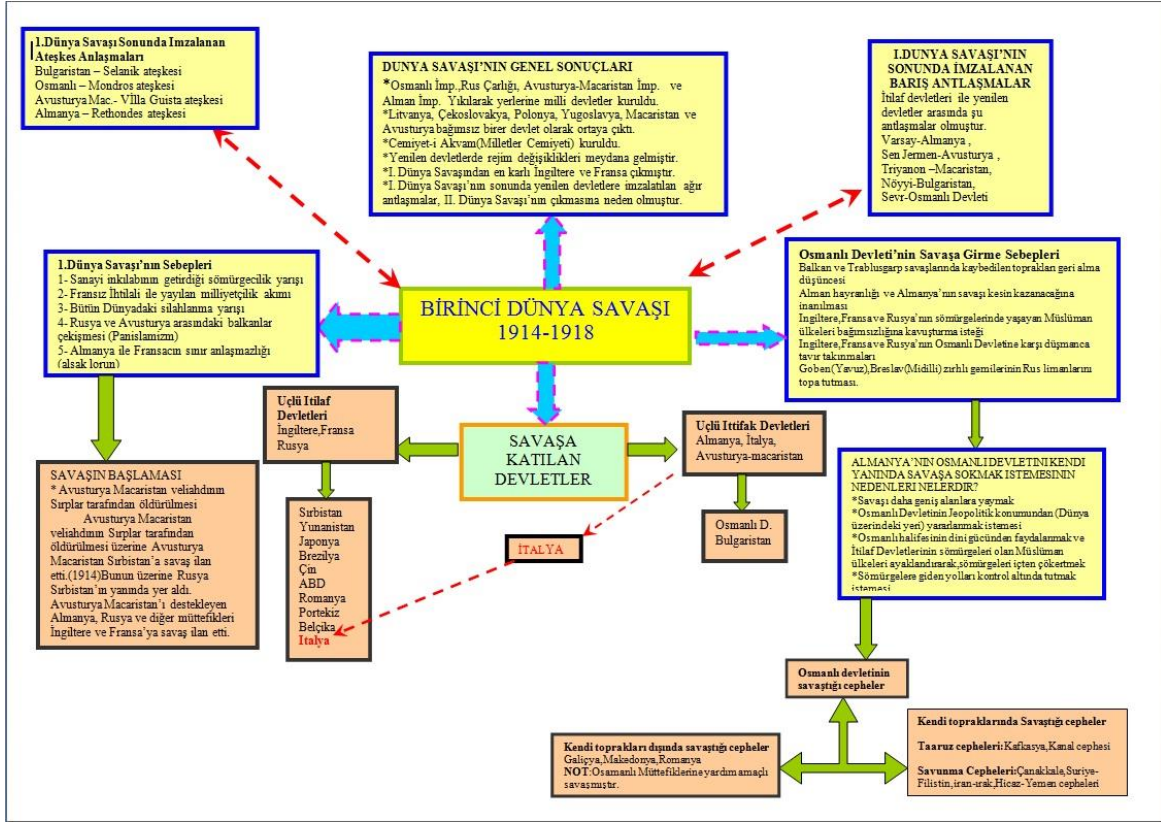 1.Dünya Savaşı Sonunda Imzalanan
Ateşkes Anlaşmaları
Bulgaristan – Selanik ateşkesi
Osmanlı – Mondros ateşkesi
Avusturya Mac.- Vİlla Guista ateşkesi
Almanya – Rethondes ateşkesi
DUNYA SAVAŞI’NIN GENEL SONUÇLARI
*Osmanlı İmp.,Rus Çarlığı, Avusturya-Macaristan İmp. ve
Alman İmp. Yıkılarak yerlerine milli devletler kuruldu.
*Litvanya, Çekoslovakya, Polonya, Yugoslavya, Macaristan ve
Avusturya bağımsız birer devlet olarak ortaya çıktı.
*Cemiyet-i Akvam(Milletler Cemiyeti) kuruldu.
*Yenilen devletlerde rejim değişiklikleri meydana gelmiştir.
*I. Dünya Savaşından en karlı İngiltere ve Fransa çıkmıştır.
*I. Dünya Savaşı’nın sonunda yenilen devletlere imzalatılan ağır
antlaşmalar, II. Dünya Savaşı’nın çıkmasına neden olmuştur.
I.DUNYA SAVAŞI’NIN
SONUNDA İMZALANAN
BARIŞ ANTLAŞMALAR
İtilaf devletleri ile yenilen
devletler arasında şu
antlaşmalar olmuştur.
Varsay-Almanya ,
Sen Jermen-Avusturya ,
Triyanon –Macaristan,
Nöyyi-Bulgaristan,
Sevr-Osmanlı Devleti
1.Dünya Savaşı’nın Sebepleri
1- Sanayi inkılabının getirdiği sömürgecilik yarışı
2- Fransız İhtilali ile yayılan milliyetçilik akımı
3- Bütün Dünyadaki silahlanma yarışı
4- Rusya ve Avusturya arasındaki balkanlar
çekişmesi (Panislamizm)
5- Almanya ile Fransacın sınır anlaşmazlığı
(alsak lorun)
BİRİNCİ DÜNYA SAVAŞI
1914-1918
Osmanlı Devleti’nin Savaşa Girme Sebepleri
Balkan ve Trablusgarp savaşlarında kaybedilen toprakları geri alma
düşüncesi
Alman hayranlığı ve Almanya’nın savaşı kesin kazanacağına
inanılması
Ingiltere,Fransa ve Rusya’nın sömürgelerinde yaşayan Müslüman
ülkeleri bağımsızlığına kavuşturma isteği
Ingiltere,Fransa ve Rusya’nın Osmanlı Devletine karşı düşmanca
tavır takınmaları
Goben(Yavuz),Breslav(Midilli) zırhlı gemilerinin Rus limanlarını
topa tutması.
Uçlü Itilaf
Devletleri
İngiltere,Fransa
Rusya
SAVAŞA
KATILAN
DEVLETLER
Uçlü Ittifak Devletleri
Almanya, İtalya,
Avusturya-macaristan
SAVAŞIN BAŞLAMASI
* Avusturya Macaristan veliahdının
Sırplar tarafından öldürülmesi
Avusturya Macaristan
veliahdının Sırplar tarafından
öldürülmesi üzerine Avusturya
Macaristan Sırbistan’a savaş ilan
etti.(1914)Bunun üzerine Rusya
Sırbistan’ın yanında yer aldı.
Avusturya Macaristan’ı destekleyen
Almanya, Rusya ve diğer müttefikleri
İngiltere ve Fransa’ya savaş ilan etti.
Sırbistan
Yunanistan
Japonya
Brezilya
Çin
ABD
Romanya
Portekiz
Belçika
Italya
İTALYA
Osmanlı D.
Bulgaristan
ALMANYA’NIN OSMANLI DEVLETINI KENDI
YANINDA SAVAŞA SOKMAK ISTEMESININ
NEDENLERI NELERDIR?
*Savaşı daha geniş alanlara yaymak
*Osmanlı Devletinin Jeopolitik konumundan (Dünya
üzerindeki yeri) yararlanmak istemesi
*Osmanlı halifesinin dini gücünden faydalanmak ve
İtilaf Devletlerinin sömürgeleri olan Müslüman
ülkeleri ayaklandırarak,sömürgeleri içten çökertmek
*Sömürgelere giden yolları kontrol altında tutmak
istemesi
Osmanlı devletinin
savaştığı cepheler
Kendi toprakları dışında savaştığı cepheler
Galiçya,Makedonya,Romanya
NOT:Osamanlı Müttefiklerine yardım amaçlı
savaşmıştır.
Kendi topraklarında Savaştığı cepheler
Taaruz cepheleri:Kafkasya,Kanal cephesi
Savunma Cepheleri:Çanakkale,Suriye-
Filistin,iran-ırak,Hicaz-Yemen cepheleri